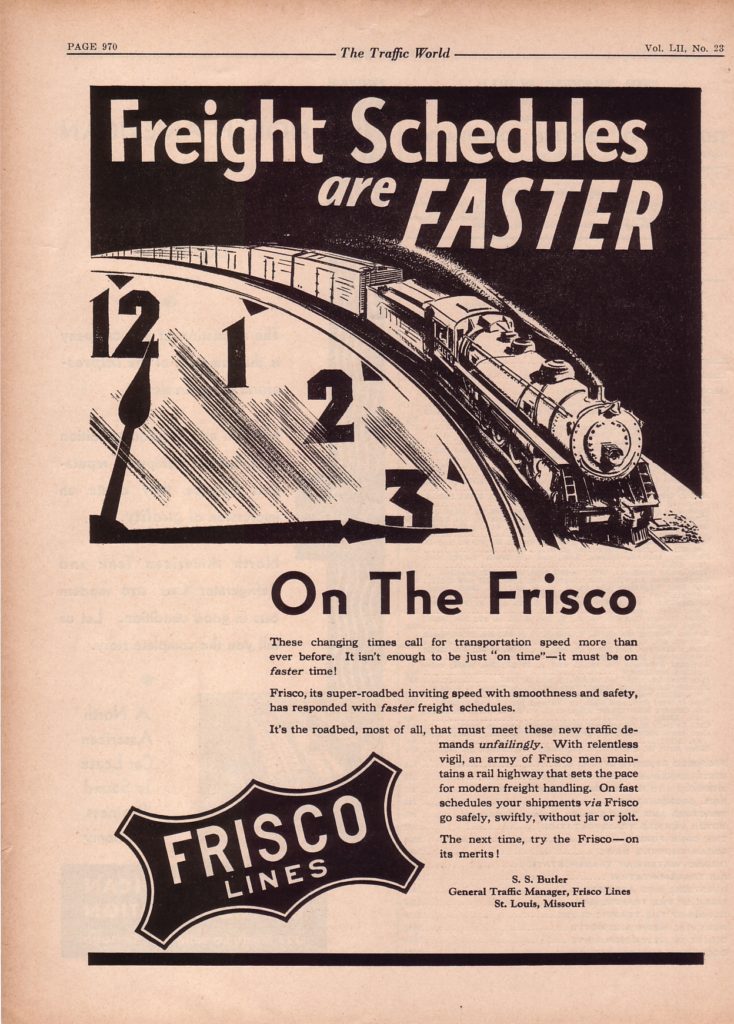 PAGE 970
The Traffic World
Vol. LII, No. 23
Freight Schedules
are FASTER
12
1
2
3
On The Frisco
These changing times call for transportation speed more than
ever before. It isn't enough to be just "on time"—it must be on
faster time!
Frisco, its super-roadbed inviting speed with smoothness and safety,
has responded with faster freight schedules.
It's the roadbed, most of all, that must meet these new traffic de-
mands unfailingly. With relentless
vigil, an army of Frisco men main-
tains a rail highway that sets the pace
for modern freight handling. On fast
schedules your shipments via Frisco
go safely, swiftly, without jar or jolt.
The next time, try the Frisco—on
its merits!
FRISCO
LINES
S. S. Butler
General Traffic Manager, Frisco Lines
St. Louis, Missouri